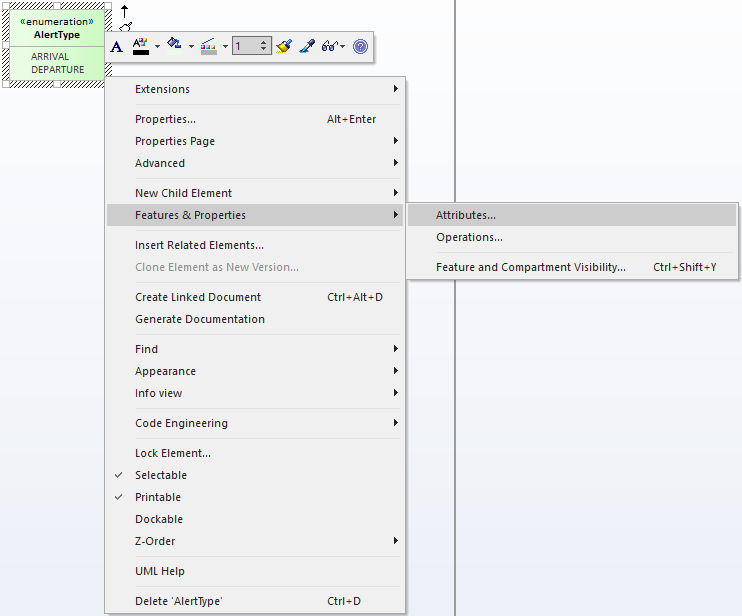 «enumeration»
AlertType
ARRIVAL
DEPARTURE
A A 1
Extensions
Properties... Alt+Enter
Properties Page
Advanced
New Child Element
Features & Properties
Attributes...
Operations...
Feature and Compartment Visibility... Ctrl+Shift+Y
Insert Related Elements...
Clone Element as New Version...
Create Linked Document Ctrl+Alt+D
Generate Documentation
Find
Appearance
Info view
Code Engineering
Lock Element...
Selectable
Printable
Dockable
Z-Order
UML Help
Delete 'AlertType' Ctrl+D